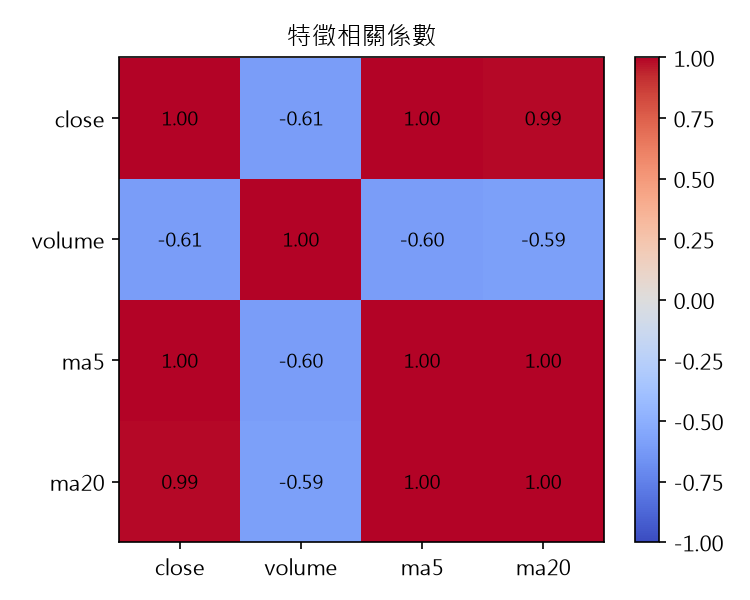 特徵相關係數
close 1.00 -0.61 1.00 0.99
volume -0.61 1.00 -0.60 -0.59
ma5 1.00 -0.60 1.00 1.00
ma20 0.99 -0.59 1.00 1.00
close volume ma5 ma20
1.00
0.75
0.50
0.25
0.00
-0.25
-0.50
-0.75
-1.00